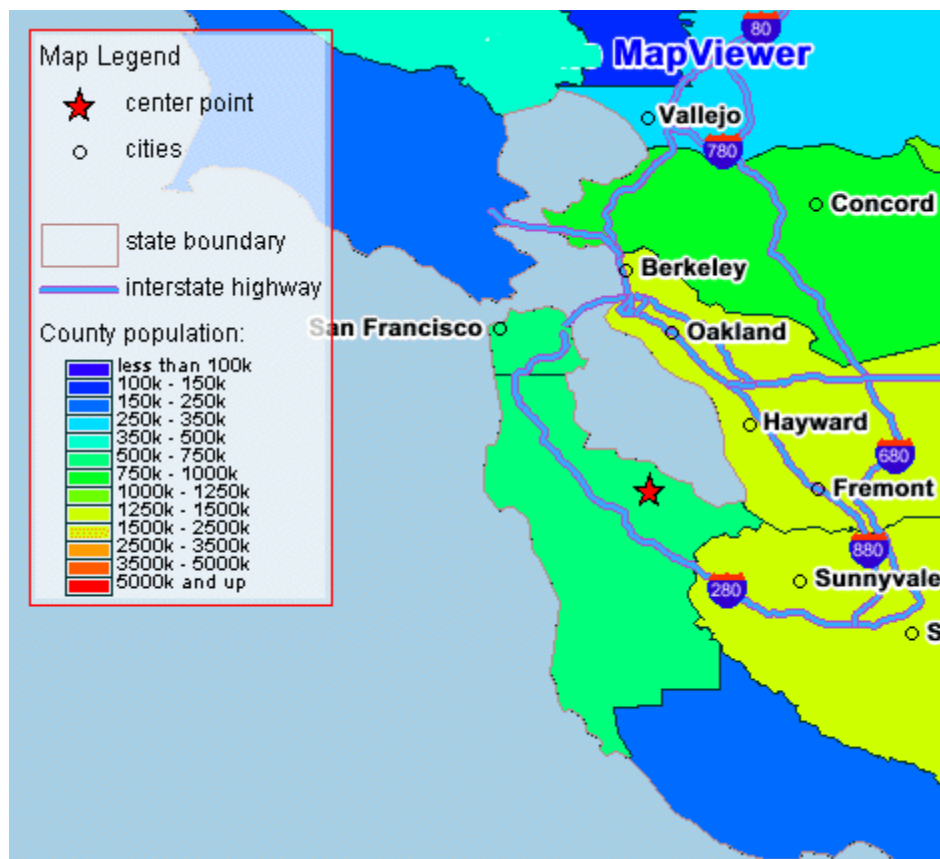 Map Legend
center point
cities
state boundary
interstate highway
County population:
less than 100k
100k - 150k
150k - 250k
250k - 350k
350k - 500k
500k - 750k
750k - 1000k
1000k - 1250k
1250k - 1500k
1500k - 2500k
2500k - 3500k
3500k - 5000k
5000k and up
80
MapViewer
Vallejo
780
Concord
Berkeley
San Francisco
Oakland
Hayward
680
Fremont
880
Sunnyvale
280
S